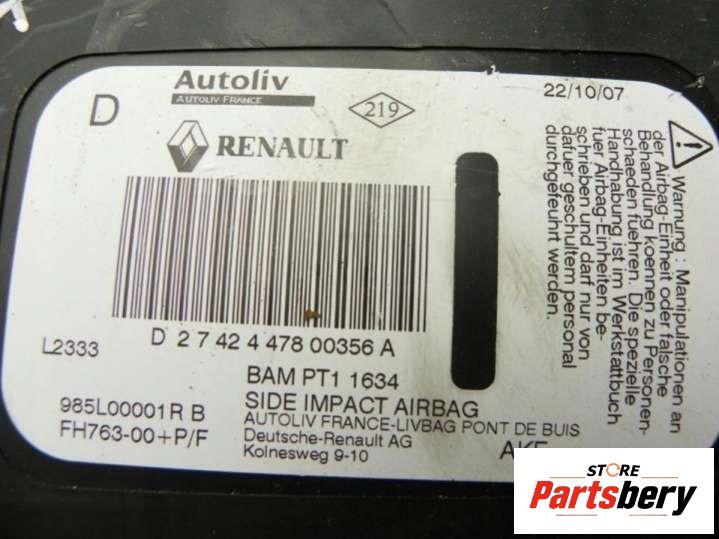 D
Autoliv
AUTOLIV FRANCE
219
22/10/07
RENAULT
D 27 42 4 478 00356 A
L2333
BAM PT1 1634
985L00001R B
SIDE IMPACT AIRBAG
FH763-00+P/F
AUTOLIV FRANCE-LIVBAG PONT DE BUIS
Deutsche-Renault AG
Kolnesweg 9-10
Warnung : Manipulationen an
der Airbag-Einheit oder falsche
Behandlung koennen zu Personen-
schaeden fuehren. Die spezielle
Handhabung ist im Werkstattbuch
fuer Airbag-Einheiten be-
schrieben und darf nur von
dafuer geschultem personal
durchgefeuhrt werden.
STORE
Partsbery